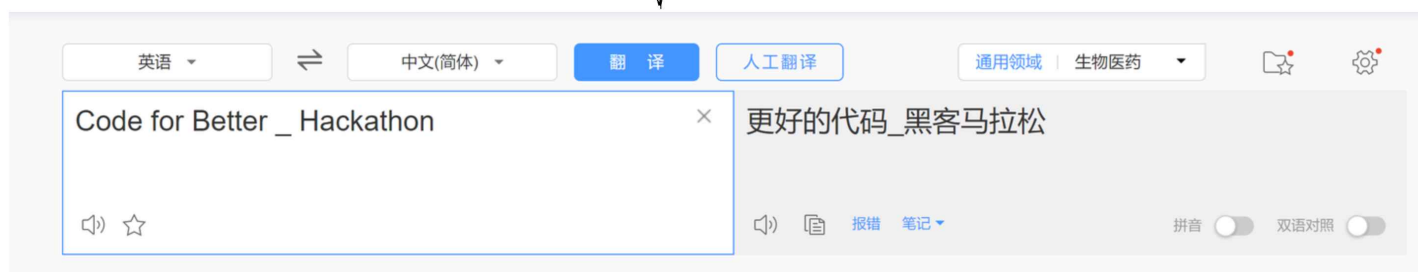 英语 中文(简体) 翻 译 人工翻译 通用领域 生物医药
Code for Better _ Hackathon
更好的代码_黑客马拉松
报错 笔记 拼音 双语对照